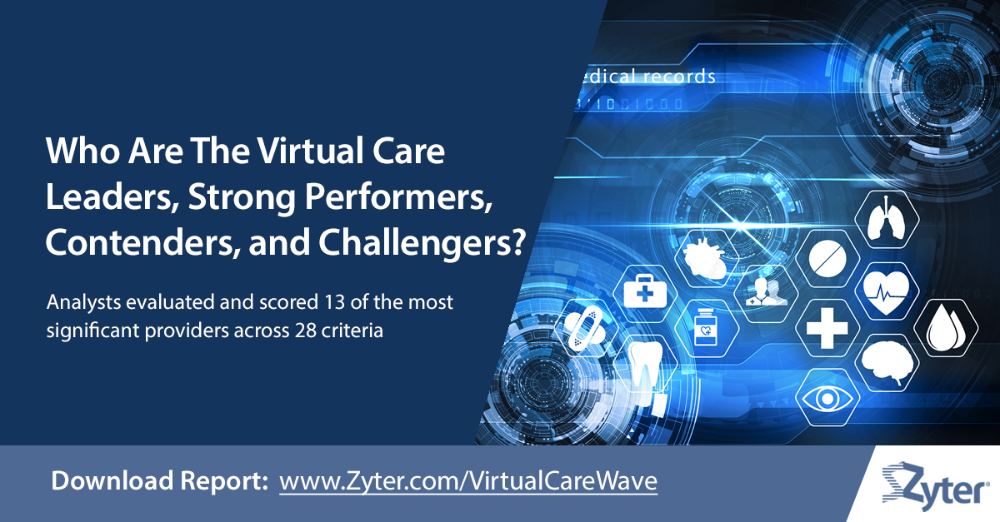 Who Are The Virtual Care
Leaders, Strong Performers,
Contenders, and Challengers?
Analysts evaluated and scored 13 of the most
significant providers across 28 criteria
edical records
Download Report: www.Zyter.com/VirtualCareWave
Zyter®